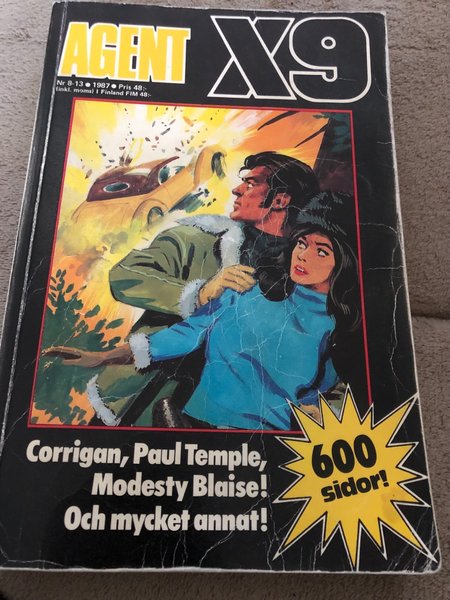 AGENT X9
Nr 8-13 • 1987 • Pris 48:-
(inkl. moms) I Finland FIM 48:-
Corrigan, Paul Temple,
Modesty Blaise!
Och mycket annat!
600
sidor!